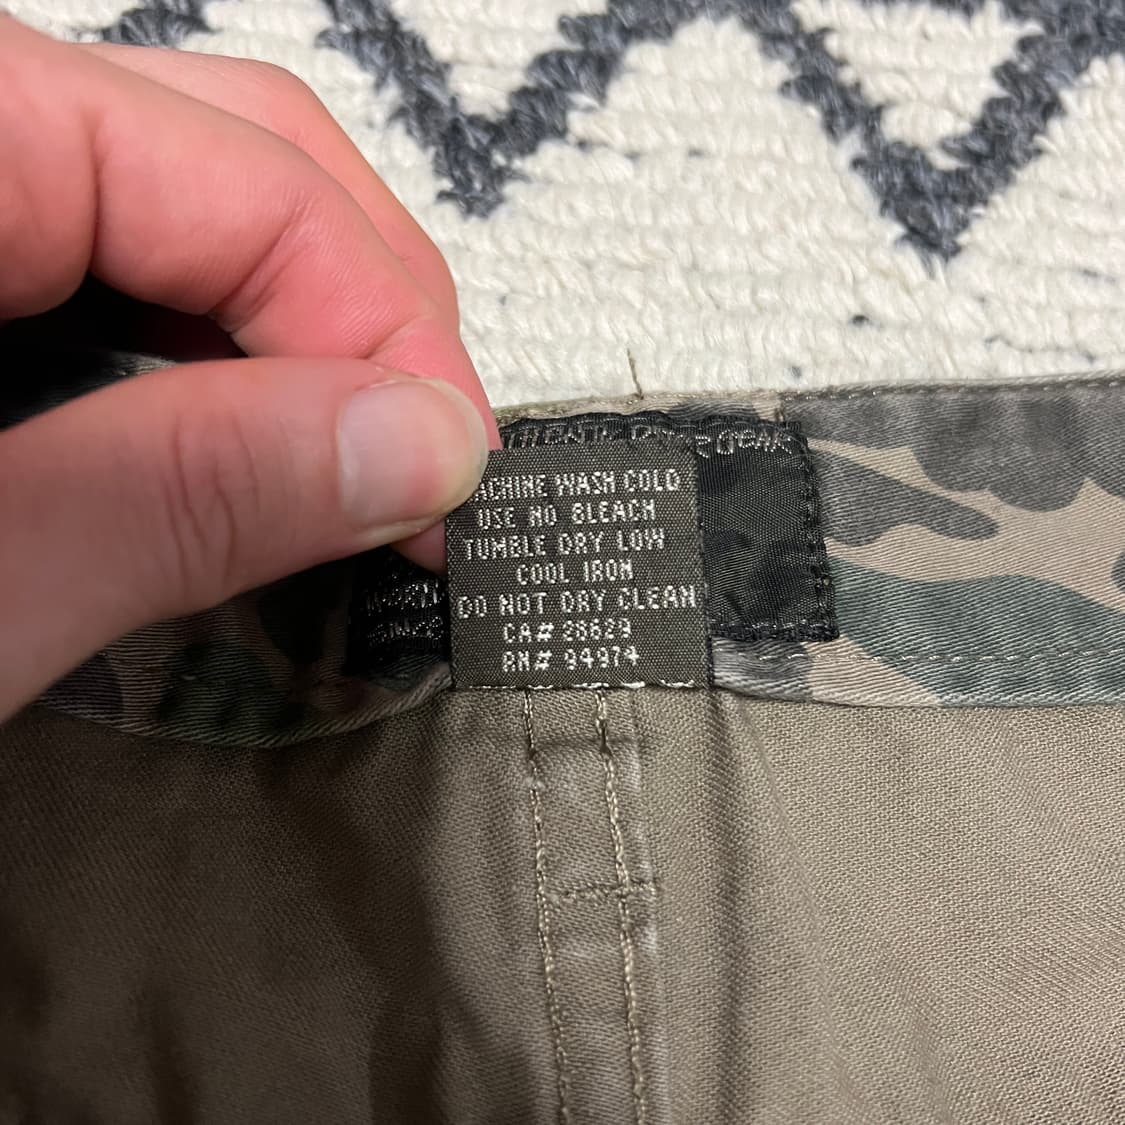 MACHINE WASH COLD
USE NO BLEACH
TUMBLE DRY LOW
COOL IRON
DO NOT DRY CLEAN
CA# 28629
RN# 94974